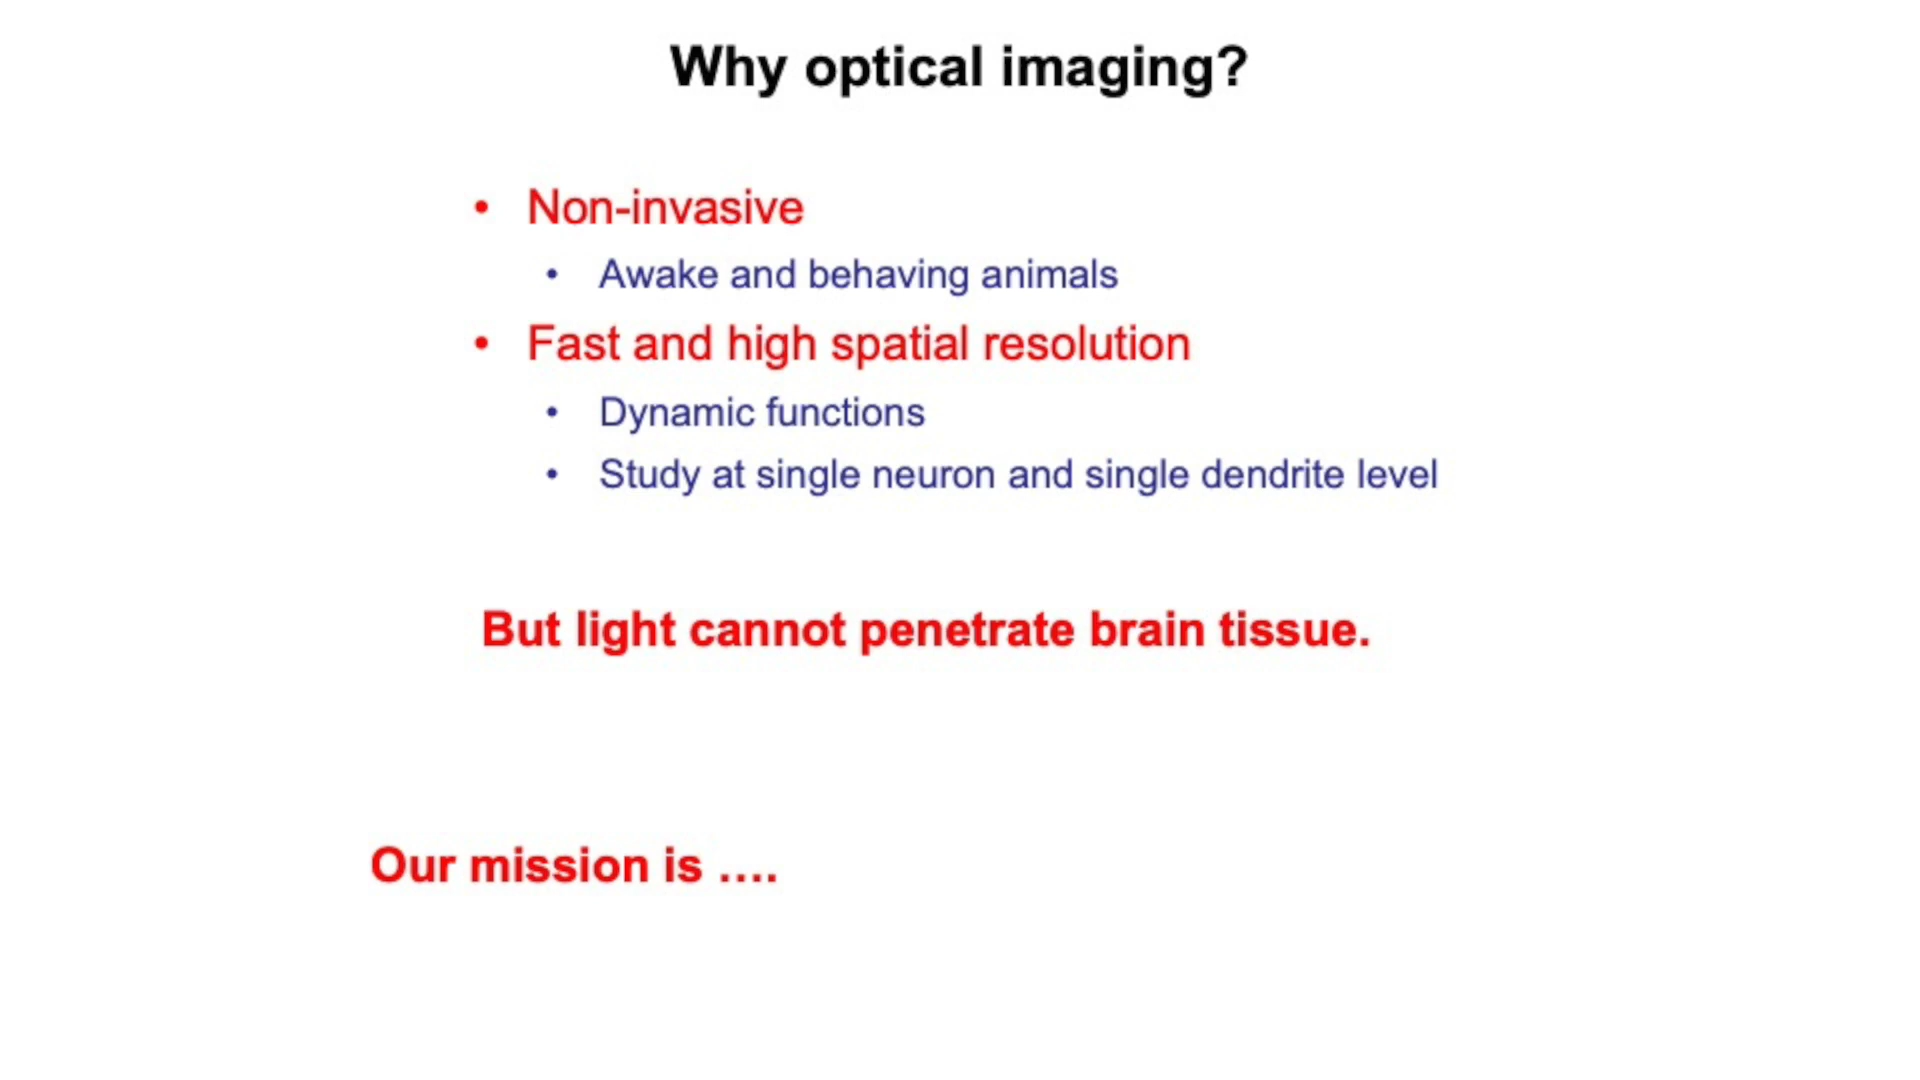 Why optical imaging?
• Non-invasive
• Awake and behaving animals
• Fast and high spatial resolution
• Dynamic functions
• Study at single neuron and single dendrite level
But light cannot penetrate brain tissue.
Our mission is ....